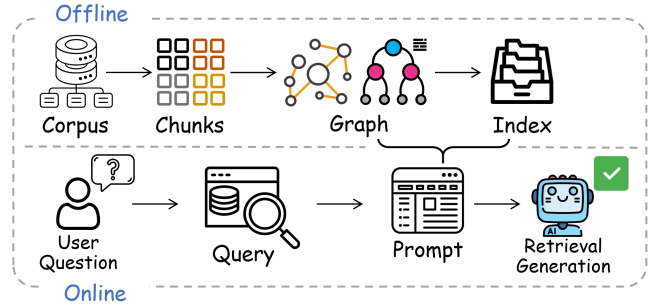 Offline
Corpus
Chunks
Graph
Index
?
User
Question
Query
Prompt
AI
Retrieval
Generation
Online